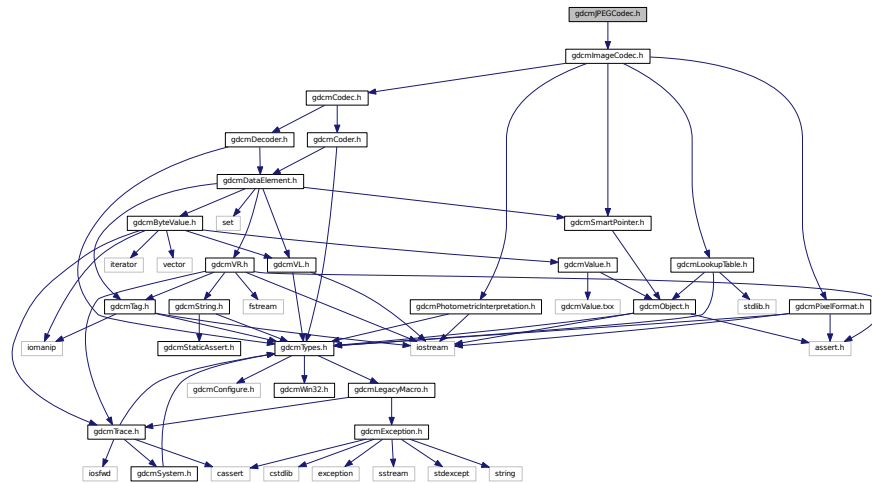 gdcmJPEGCodec.h
gdcmImageCodec.h
gdcmCodec.h
gdcmDecoder.h
gdcmCoder.h
gdcmDataElement.h
gdcmByteValue.h
set
gdcmSmartPointer.h
iterator
vector
gdcmVR.h
gdcmVL.h
gdcmValue.h
gdcmLookupTable.h
gdcmTag.h
gdcmString.h
fstream
gdcmPhotometricInterpretation.h
gdcmValue.txx
gdcmObject.h
stdlib.h
gdcmPixelFormat.h
iomanip
gdcmStaticAssert.h
gdcmTypes.h
iostream
assert.h
gdcmConfigure.h
gdcmWin32.h
gdcmLegacyMacro.h
gdcmTrace.h
gdcmException.h
iosfwd
gdcmSystem.h
cassert
cstdlib
exception
sstream
stdexcept
string